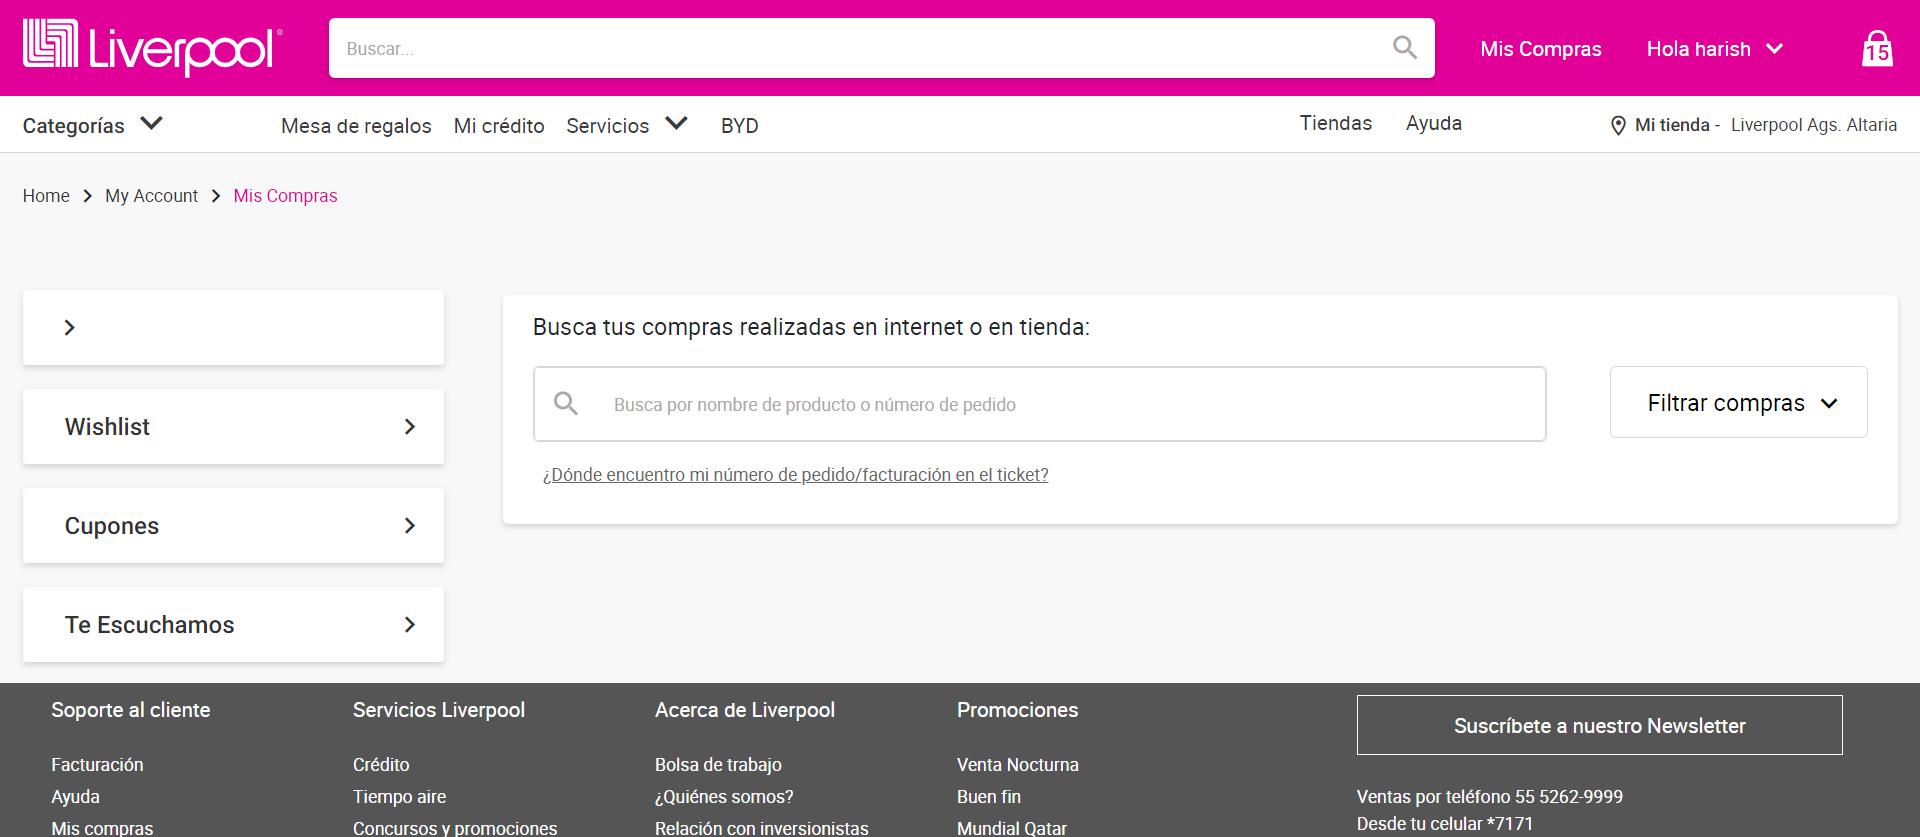 Liverpool®
Buscar...
Mis Compras
Hola harish
15
Categorías
Mesa de regalos
Mi crédito
Servicios
BYD
Tiendas
Ayuda
Mi tienda - Liverpool Ags. Altaria
Home > My Account > Mis Compras
Busca tus compras realizadas en internet o en tienda:
Busca por nombre de producto o número de pedido
Filtrar compras
¿Dónde encuentro mi número de pedido/facturación en el ticket?
Wishlist
Cupones
Te Escuchamos
Soporte al cliente
Facturación
Ayuda
Mis compras
Servicios Liverpool
Crédito
Tiempo aire
Concursos y promociones
Acerca de Liverpool
Bolsa de trabajo
¿Quiénes somos?
Relación con inversionistas
Promociones
Venta Nocturna
Buen fin
Mundial Qatar
Suscríbete a nuestro Newsletter
Ventas por teléfono 55 5262-9999
Desde tu celular *7171